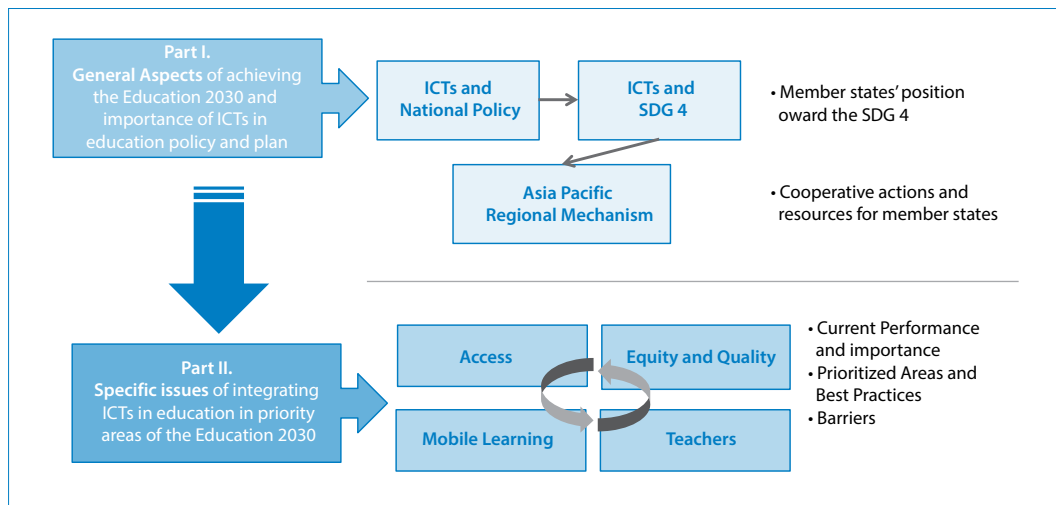 Part I.
General Aspects of achieving
the Education 2030 and
importance of ICTs in
education policy and plan
ICTs and
National Policy
ICTs and
SDG 4
• Member states’ position
oward the SDG 4
Asia Pacific
Regional Mechanism
• Cooperative actions and
resources for member states
Part II.
Specific issues of integrating
ICTs in education in priority
areas of the Education 2030
Access
Equity and Quality
Mobile Learning
Teachers
• Current Performance
and importance
• Prioritized Areas and
Best Practices
• Barriers